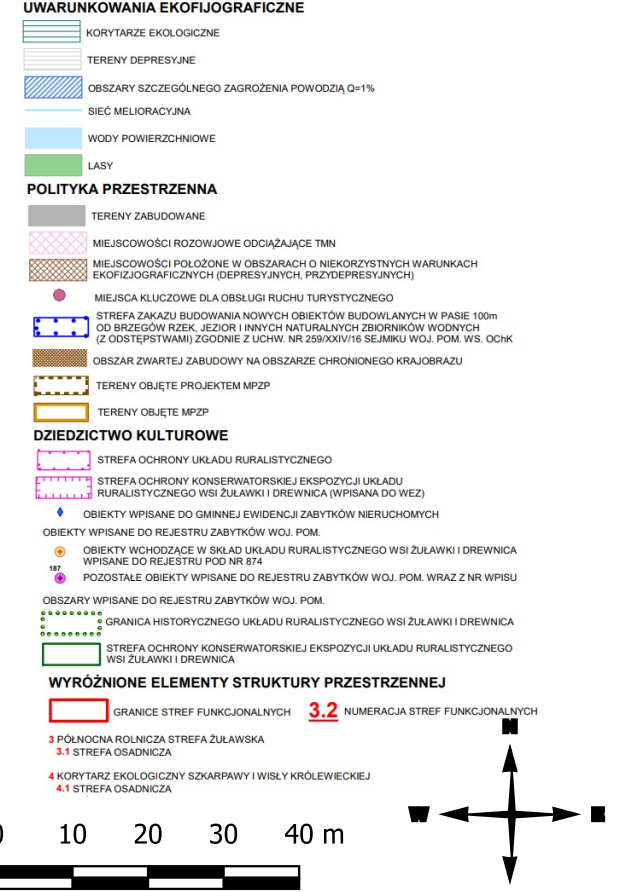 UWARUNKOWANIA EKOFIJOGRAFICZNE
KORYTARZE EKOLOGICZNE
TERENY DEPRESYJNE
OBSZARY SZCZEGÓLNEGO ZAGROŻENIA POWODZIĄ Q=1%
SIEĆ MELIORACYJNA
WODY POWIERZCHNIOWE
LASY
POLITYKA PRZESTRZENNA
TERENY ZABUDOWANE
MIEJSCOWOŚCI ROZOWJOWE ODCIĄŻAJĄCE TMN
MIEJSCOWOŚCI POŁOŻONE W OBSZARACH O NIEKORZYSTNYCH WARUNKACH
EKOFIZJOGRAFICZNYCH (DEPRESYJNYCH, PRZYDEPRESYJNYCH)
MIEJSCA KLUCZOWE DLA OBSŁUGI RUCHU TURYSTYCZNEGO
STREFA ZAKAZU BUDOWANIA NOWYCH OBIEKTÓW BUDOWLANYCH W PASIE 100m
OD BRZEGÓW RZEK, JEZIOR I INNYCH NATURALNYCH ZBIORNIKÓW WODNYCH
(Z ODSTĘPSTWAMI) ZGODNIE Z UCHW. NR 259/XXIV/16 SEJMIKU WOJ. POM. WS. OChK
OBSZAR ZWARTEJ ZABUDOWY NA OBSZARZE CHRONIONEGO KRAJOBRAZU
TERENY OBJĘTE PROJEKTEM MPZP
TERENY OBJĘTE MPZP
DZIEDZICTWO KULTUROWE
STREFA OCHRONY UKŁADU RURALISTYCZNEGO
STREFA OCHRONY KONSERWATORSKIEJ EKSPOZYCJI UKŁADU
RURALISTYCZNEGO WSI ŻUŁAWKI I DREWNICA (WPISANA DO WEZ)
OBIEKTY WPISANE DO GMINNEJ EWIDENCJI ZABYTKÓW NIERUCHOMYCH
OBIEKTY WPISANE DO REJESTRU ZABYTKÓW WOJ. POM.
OBIEKTY WCHODZĄCE W SKŁAD UKŁADU RURALISTYCZNEGO WSI ŻUŁAWKI I DREWNICA
WPISANE DO REJESTRU POD NR 874
187
POZOSTAŁE OBIEKTY WPISANE DO REJESTRU ZABYTKÓW WOJ. POM. WRAZ Z NR WPISU
OBSZARY WPISANE DO REJESTRU ZABYTKÓW WOJ. POM.
GRANICA HISTORYCZNEGO UKŁADU RURALISTYCZNEGO WSI ŻUŁAWKI I DREWNICA
STREFA OCHRONY KONSERWATORSKIEJ EKSPOZYCJI UKŁADU RURALISTYCZNEGO
WSI ŻUŁAWKI I DREWNICA
WYRÓŻNIONE ELEMENTY STRUKTURY PRZESTRZENNEJ
GRANICE STREF FUNKCJONALNYCH 3.2 NUMERACJA STREF FUNKCJONALNYCH
3 PÓŁNOCNA ROLNICZA STREFA ŻUŁAWSKA
3.1 STREFA OSADNICZA
4 KORYTARZ EKOLOGICZNY SZKARPAWY I WISŁY KRÓLEWIECKIEJ
4.1 STREFA OSADNICZA
N
W E
S
0 10 20 30 40 m